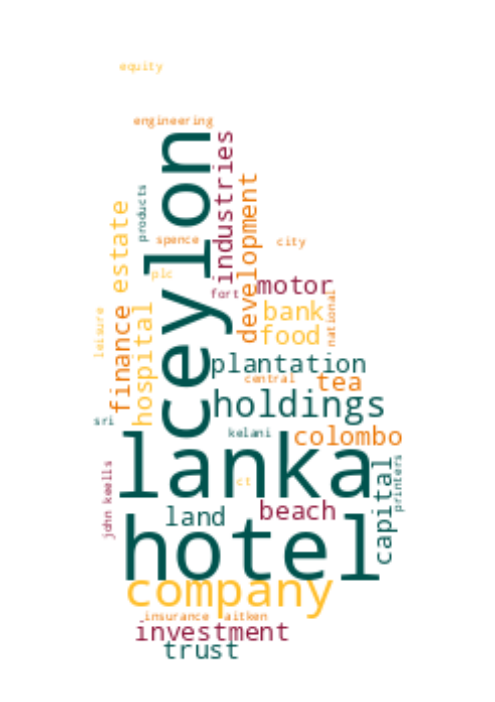 equity
engineering
ceylon
industries
products
estate
development
spence
city
plc
fort
motor
national
bank
food
leisure
finance
hospital
plantation
central
tea
holdings
sri
kelani
colombo
lanka
capital
printers
john keells
ct
beach
land
hotel
company
insurance
aitken
investment
trust